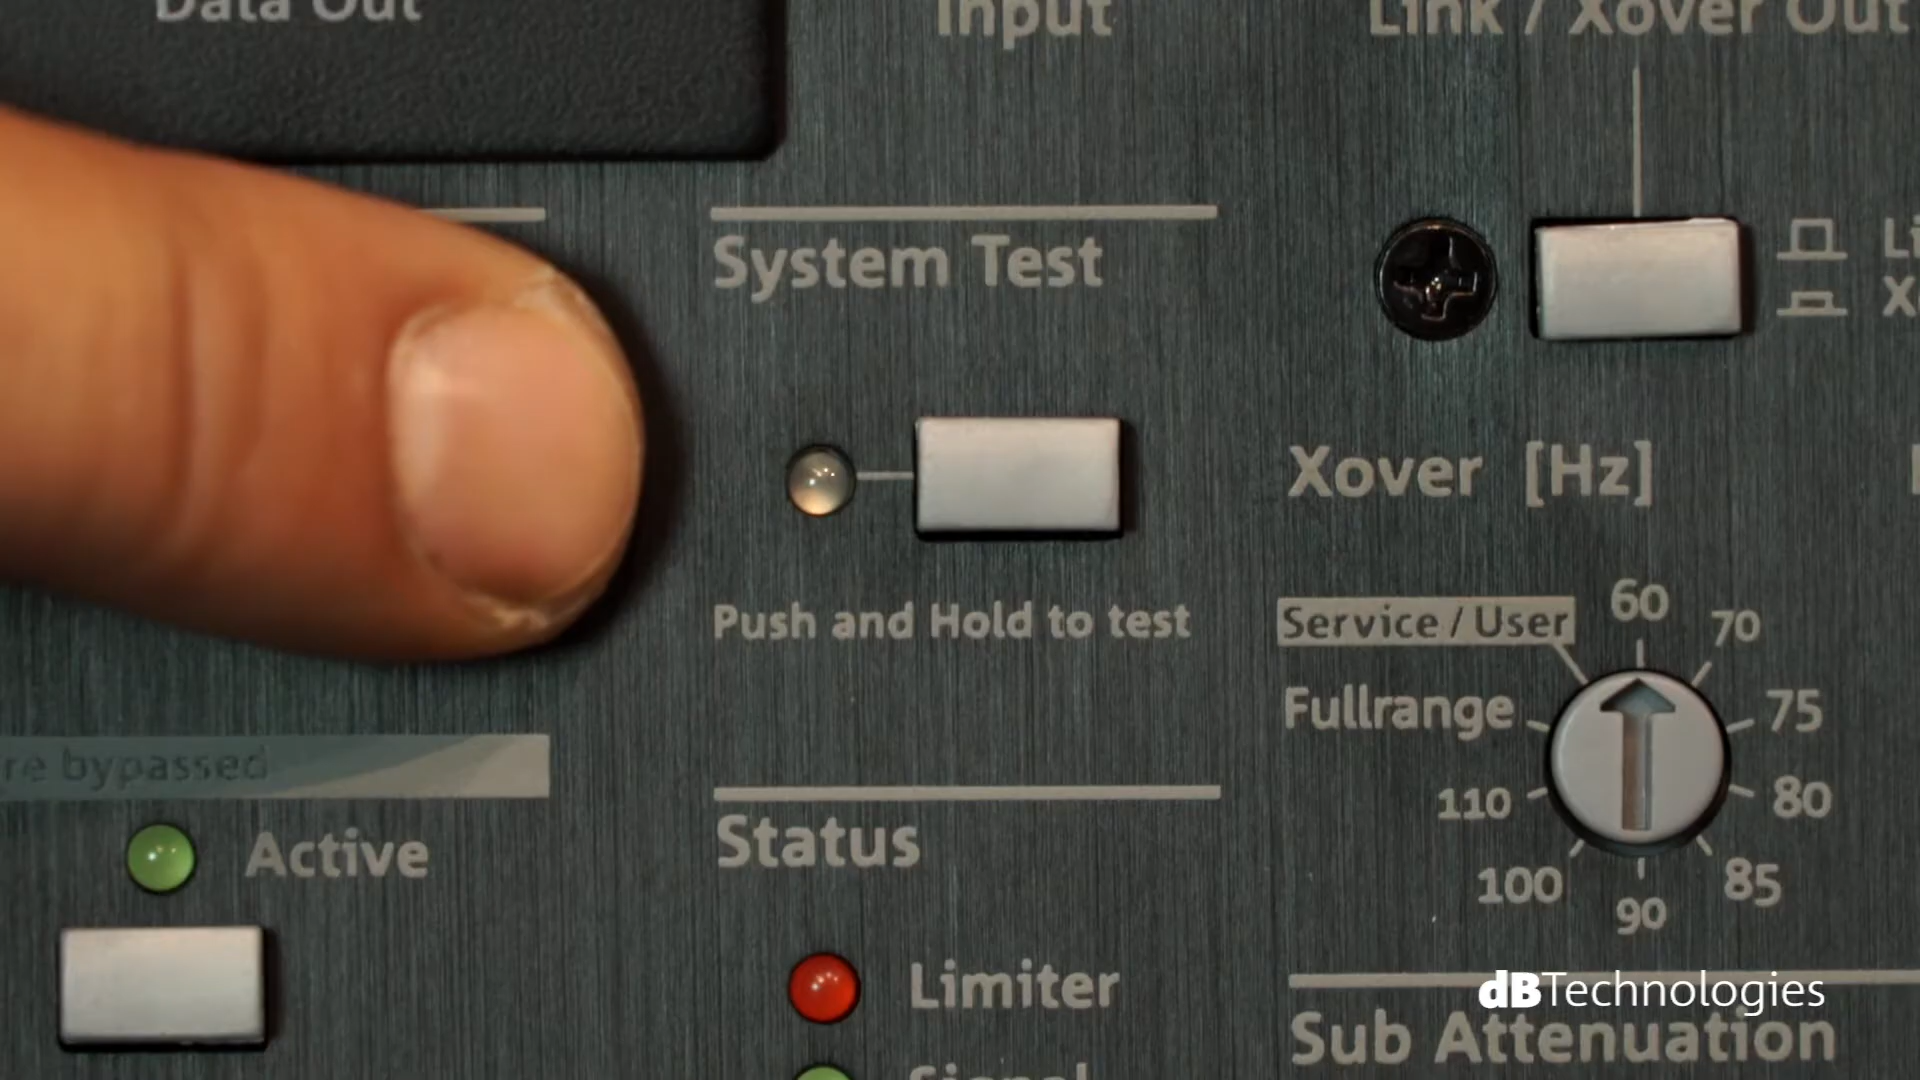 Data Out
Input
Link / Xover Out
System Test
Push and Hold to test
Xover [Hz]
Service / User
Fullrange
60
70
75
80
85
90
100
110
re bypassed
Active
Status
Limiter
Signal
dBTechnologies
Sub Attenuation